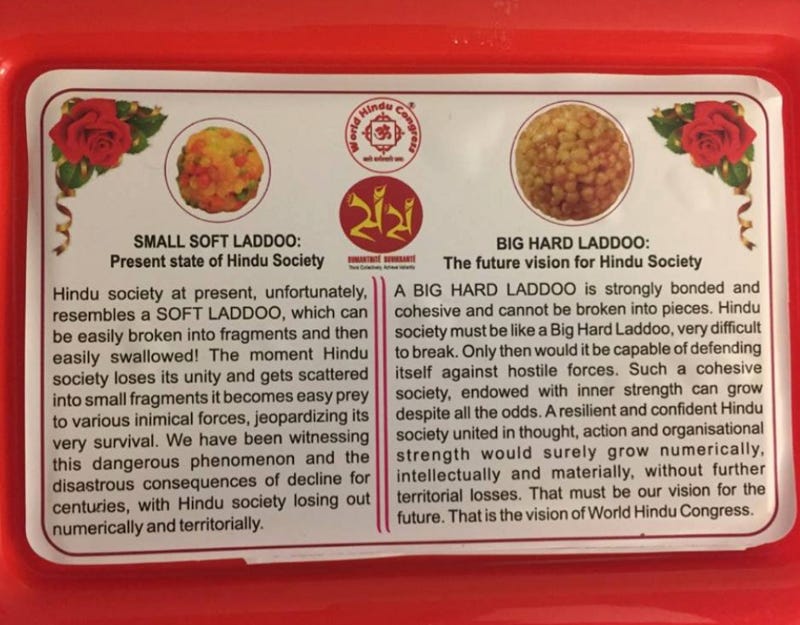 World Hindu Congress ®
ॐ
Think Collectively, Achieve Valiantly
SMALL SOFT LADDOO:
Present state of Hindu Society
Hindu society at present, unfortunately,
resembles a SOFT LADDOO, which can
be easily broken into fragments and then
easily swallowed! The moment Hindu
society loses its unity and gets scattered
into small fragments it becomes easy prey
to various inimical forces, jeopardizing its
very survival. We have been witnessing
this dangerous phenomenon and the
disastrous consequences of decline for
centuries, with Hindu society losing out
numerically and territorially.
BIG HARD LADDOO:
The future vision for Hindu Society
A BIG HARD LADDOO is strongly bonded and
cohesive and cannot be broken into pieces. Hindu
society must be like a Big Hard Laddoo, very difficult
to break. Only then would it be capable of defending
itself against hostile forces. Such a cohesive
society, endowed with inner strength can grow
despite all the odds. A resilient and confident Hindu
society united in thought, action and organisational
strength would surely grow numerically,
intellectually and materially, without further
territorial losses. That must be our vision for the
future. That is the vision of World Hindu Congress.